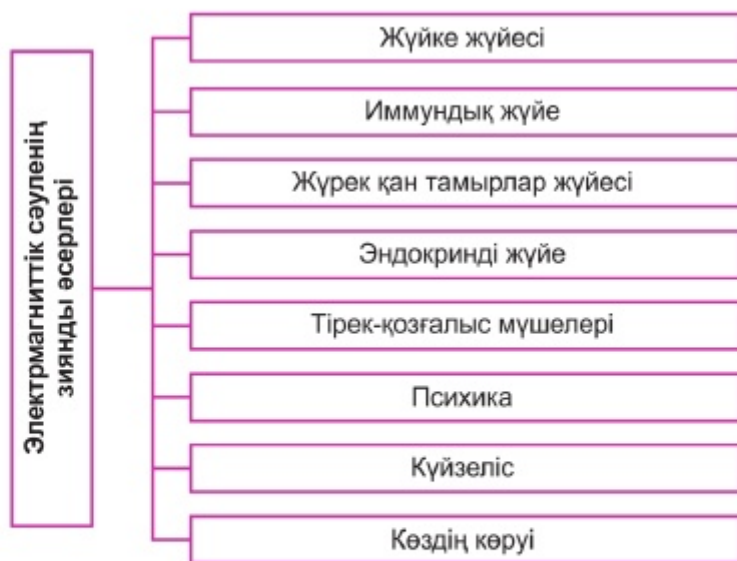 Электрмагниттік сәуленің
зиянды әсерлері
Жүйке жүйесі
Иммундық жүйе
Жүрек қан тамырлар жүйесі
Эндокринді жүйе
Тірек-қозғалыс мүшелері
Психика
Күйзеліс
Көздің көруі